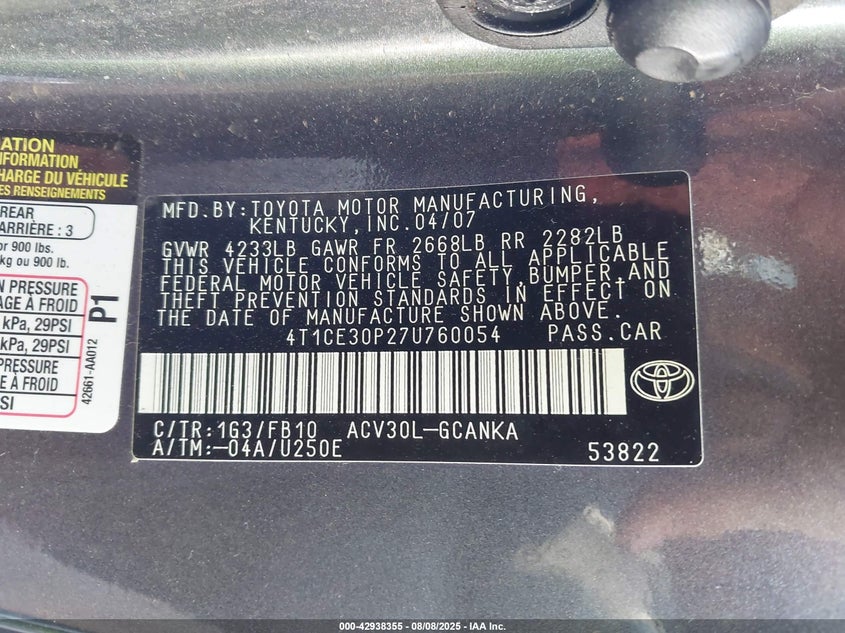 ATION
INFORMATION
CHARGE DU VÉHICULE
ES RENSEIGNEMENTS
REAR
ARRIÈRE : 3
or 900 lbs.
kg ou 900 lb.
N PRESSURE
AGE À FROID
kPa, 29PSI
kPa, 29PSI
PRESSURE
À FROID
SI
P1
42661-AA012
MFD.BY:TOYOTA MOTOR MANUFACTURING,
KENTUCKY,INC.04/07
GVWR 4233LB GAWR FR 2668LB RR 2282LB
THIS VEHICLE CONFORMS TO ALL APPLICABLE
FEDERAL MOTOR VEHICLE SAFETY,BUMPER,AND
THEFT PREVENTION STANDARDS IN EFFECT ON
THE DATE OF MANUFACTURE SHOWN ABOVE.
4T1CE30P27U760054 PASS.CAR
C/TR:1G3/FB10 ACV30L-GCANKA
A/TM:-04A/U250E 53822
000-42938355 - 08/08/2025 - IAA Inc.